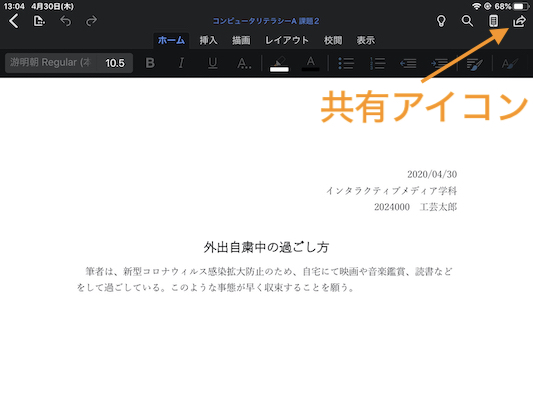 13:04 4月30日(木) 68%
コンピュータリテラシーA 課題2
ホーム 挿入 描画 レイアウト 校閲 表示
游明朝 Regular (本 10.5 B I U A.. A
共有アイコン
2020/04/30
インタラクティブメディア学科
2024000 工芸太郎
外出自粛中の過ごし方
筆者は、新型コロナウィルス感染拡大防止のため、自宅にて映画や音楽鑑賞、読書など
をして過ごしている。このような事態が早く収束することを願う。